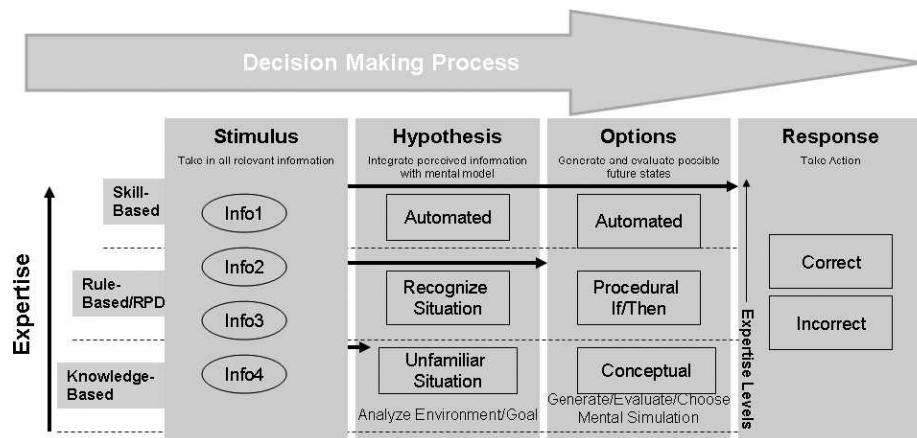 Decision Making Process
Stimulus
Take in all relevant information
Hypothesis
Integrate perceived information
with mental model
Options
Generate and evaluate possible
future states
Response
Take Action
Expertise
Skill-
Based
Rule-
Based/RPD
Knowledge-
Based
Info1
Info2
Info3
Info4
Automated
Recognize
Situation
Unfamiliar
Situation
Analyze Environment/Goal
Automated
Procedural
If/Then
Conceptual
Generate/Evaluate/Choose
Mental Simulation
Expertise Levels
Correct
Incorrect